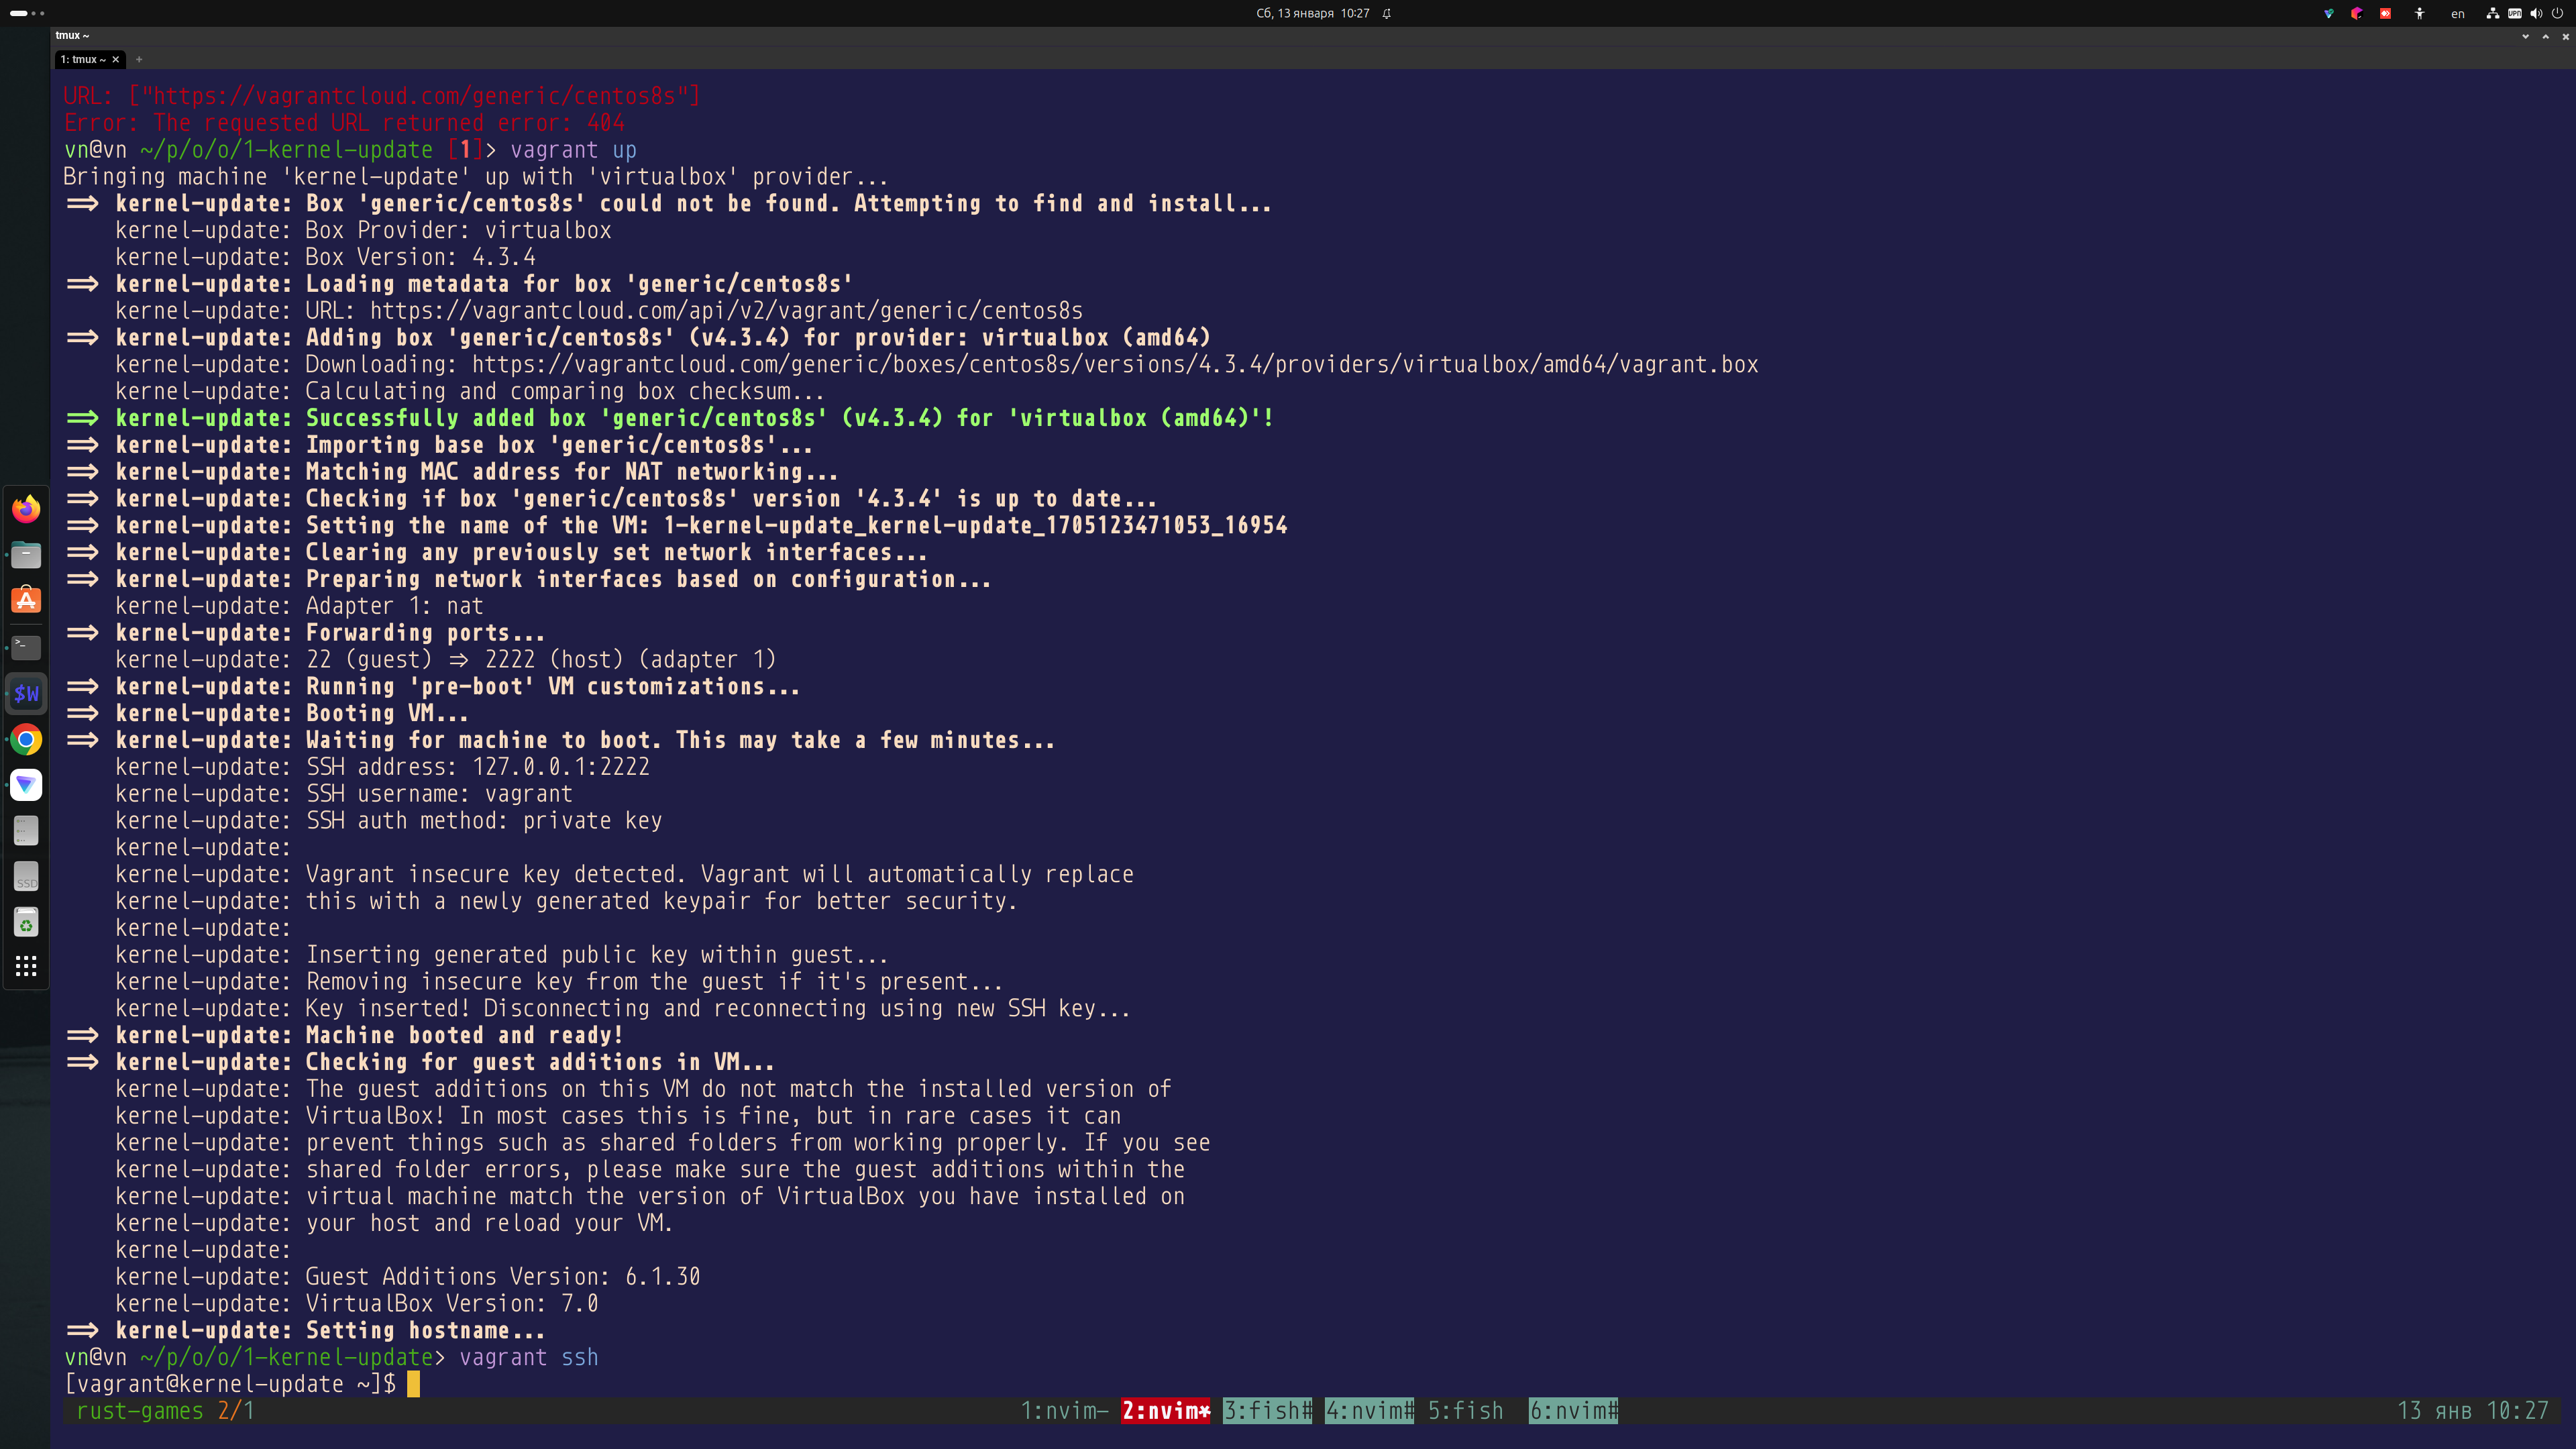 Сб, 13 января 10:27
en
VPN
tmux ~
1: tmux ~ × +
URL: ["https://vagrantcloud.com/generic/centos8s"]
Error: The requested URL returned error: 404
vn@vn ~/p/o/o/1-kernel-update [1]> vagrant up
Bringing machine 'kernel-update' up with 'virtualbox' provider...
==> kernel-update: Box 'generic/centos8s' could not be found. Attempting to find and install...
kernel-update: Box Provider: virtualbox
kernel-update: Box Version: 4.3.4
==> kernel-update: Loading metadata for box 'generic/centos8s'
kernel-update: URL: https://vagrantcloud.com/api/v2/vagrant/generic/centos8s
==> kernel-update: Adding box 'generic/centos8s' (v4.3.4) for provider: virtualbox (amd64)
kernel-update: Downloading: https://vagrantcloud.com/generic/boxes/centos8s/versions/4.3.4/providers/virtualbox/amd64/vagrant.box
kernel-update: Calculating and comparing box checksum...
==> kernel-update: Successfully added box 'generic/centos8s' (v4.3.4) for 'virtualbox (amd64)'!
==> kernel-update: Importing base box 'generic/centos8s'...
==> kernel-update: Matching MAC address for NAT networking...
==> kernel-update: Checking if box 'generic/centos8s' version '4.3.4' is up to date...
==> kernel-update: Setting the name of the VM: 1-kernel-update_kernel-update_1705123471053_16954
==> kernel-update: Clearing any previously set network interfaces...
==> kernel-update: Preparing network interfaces based on configuration...
kernel-update: Adapter 1: nat
==> kernel-update: Forwarding ports...
kernel-update: 22 (guest) => 2222 (host) (adapter 1)
==> kernel-update: Running 'pre-boot' VM customizations...
==> kernel-update: Booting VM...
==> kernel-update: Waiting for machine to boot. This may take a few minutes...
kernel-update: SSH address: 127.0.0.1:2222
kernel-update: SSH username: vagrant
kernel-update: SSH auth method: private key
kernel-update:
kernel-update: Vagrant insecure key detected. Vagrant will automatically replace
kernel-update: this with a newly generated keypair for better security.
kernel-update:
kernel-update: Inserting generated public key within guest...
kernel-update: Removing insecure key from the guest if it's present...
kernel-update: Key inserted! Disconnecting and reconnecting using new SSH key...
==> kernel-update: Machine booted and ready!
==> kernel-update: Checking for guest additions in VM...
kernel-update: The guest additions on this VM do not match the installed version of
kernel-update: VirtualBox! In most cases this is fine, but in rare cases it can
kernel-update: prevent things such as shared folders from working properly. If you see
kernel-update: shared folder errors, please make sure the guest additions within the
kernel-update: virtual machine match the version of VirtualBox you have installed on
kernel-update: your host and reload your VM.
kernel-update:
kernel-update: Guest Additions Version: 6.1.30
kernel-update: VirtualBox Version: 7.0
==> kernel-update: Setting hostname...
vn@vn ~/p/o/o/1-kernel-update> vagrant ssh
[vagrant@kernel-update ~]$
rust-games 2/1 1:nvim- 2:nvim* 3:fish# 4:nvim# 5:fish 6:nvim# 13 янв 10:27
>_
$W
SSD